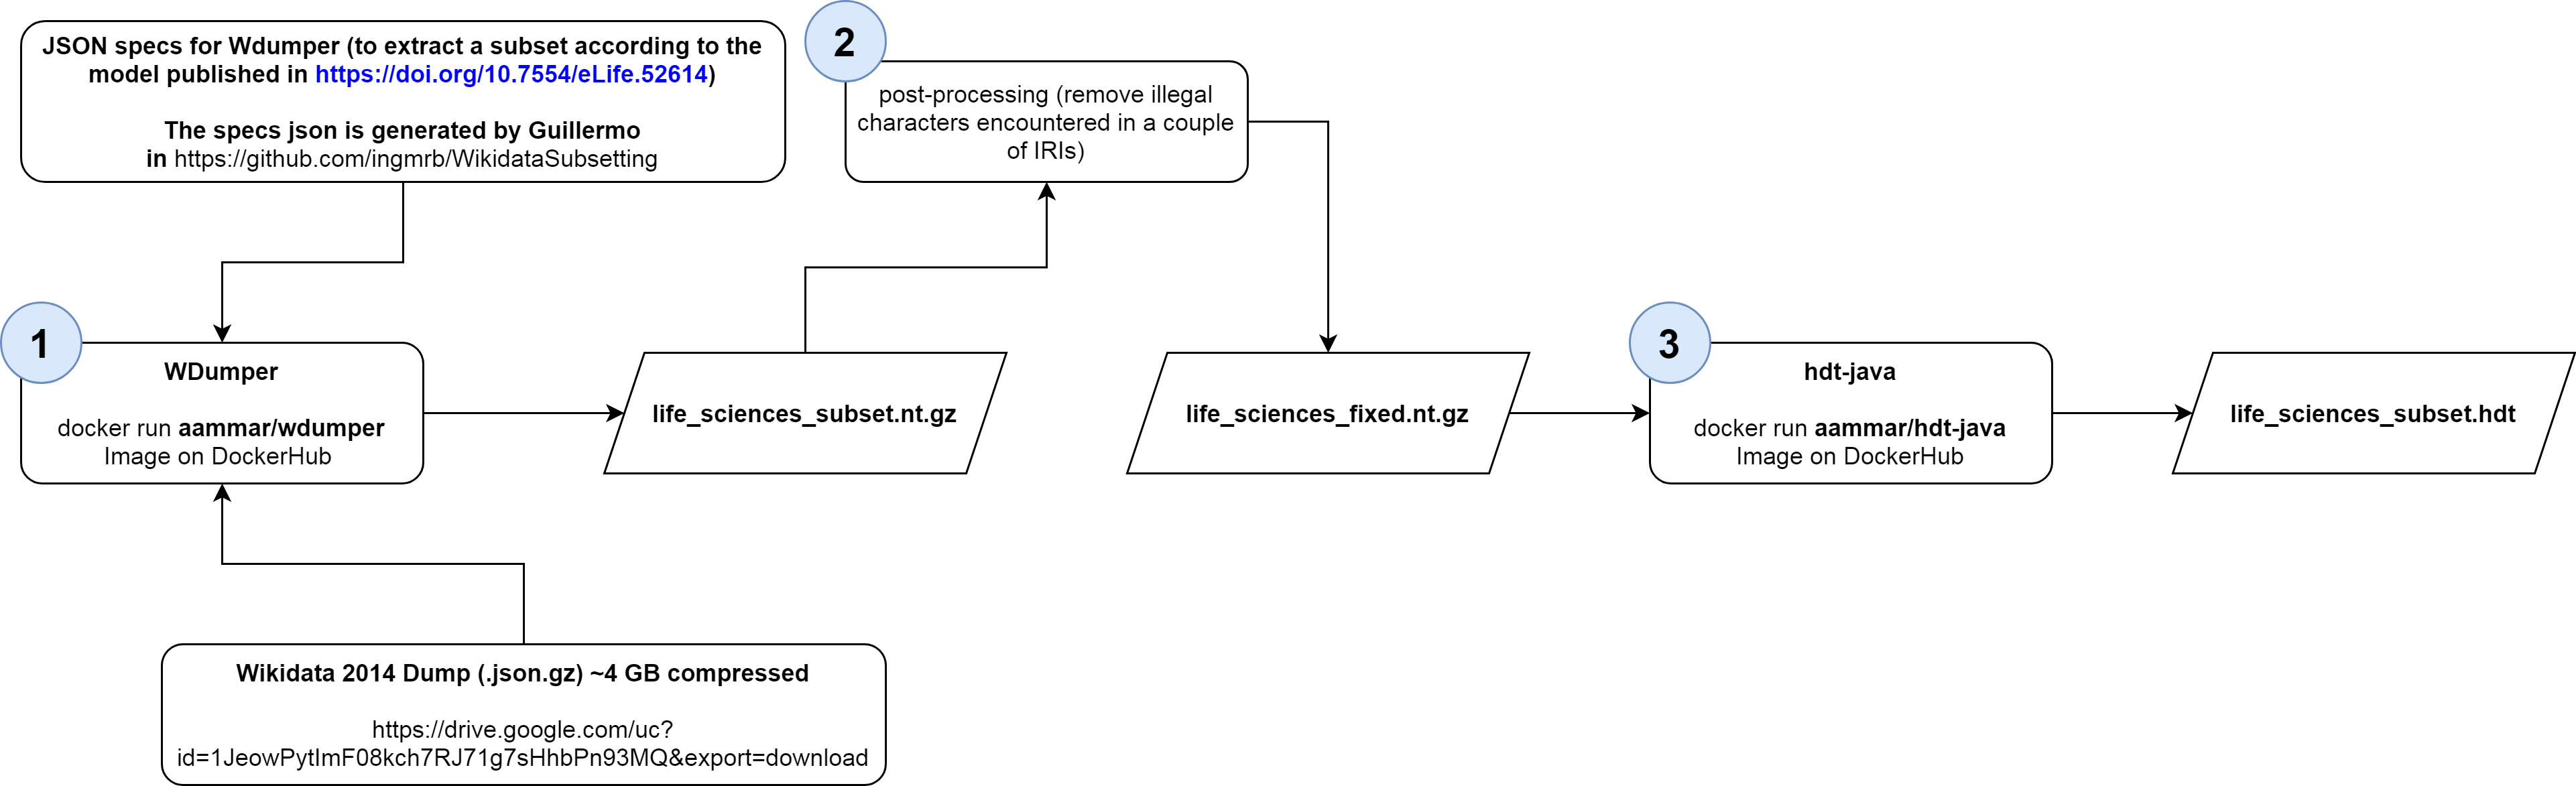 JSON specs for Wdumper (to extract a subset according to the
model published in https://doi.org/10.7554/eLife.52614)
The specs json is generated by Guillermo
in https://github.com/ingmrb/WikidataSubsetting
2
post-processing (remove illegal
characters encountered in a couple
of IRIs)
1
WDumper
docker run aammar/wdumper
Image on DockerHub
life_sciences_subset.nt.gz
life_sciences_fixed.nt.gz
3
hdt-java
docker run aammar/hdt-java
Image on DockerHub
life_sciences_subset.hdt
Wikidata 2014 Dump (.json.gz) ~4 GB compressed
https://drive.google.com/uc?
id=1JeowPytImF08kch7RJ71g7sHhbPn93MQ&export=download